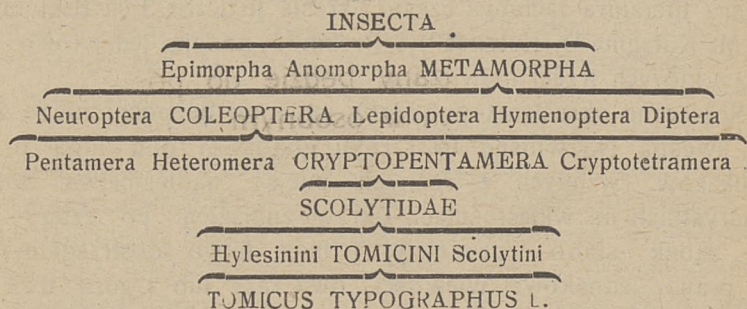 INSECTA
Epimorpha Anomorpha METAMORPHA
Neuroptera COLEOPTERA Lepidoptera Hymenoptera Diptera
Pentamera Heteromera CRYPTOPENTAMERA Cryptotetramera
SCOLYTIDAE
Hylesinini TOMICINI Scolytini
TOMICUS TYPOGRAPHUS L.